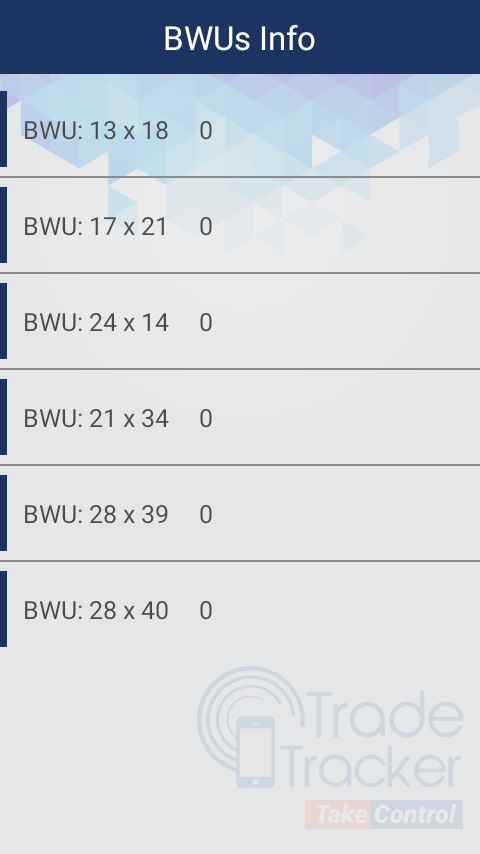 BWUs Info
BWU: 13 x 18 0
BWU: 17 x 21 0
BWU: 24 x 14 0
BWU: 21 x 34 0
BWU: 28 x 39 0
BWU: 28 x 40 0
Trade
Tracker
Take Control